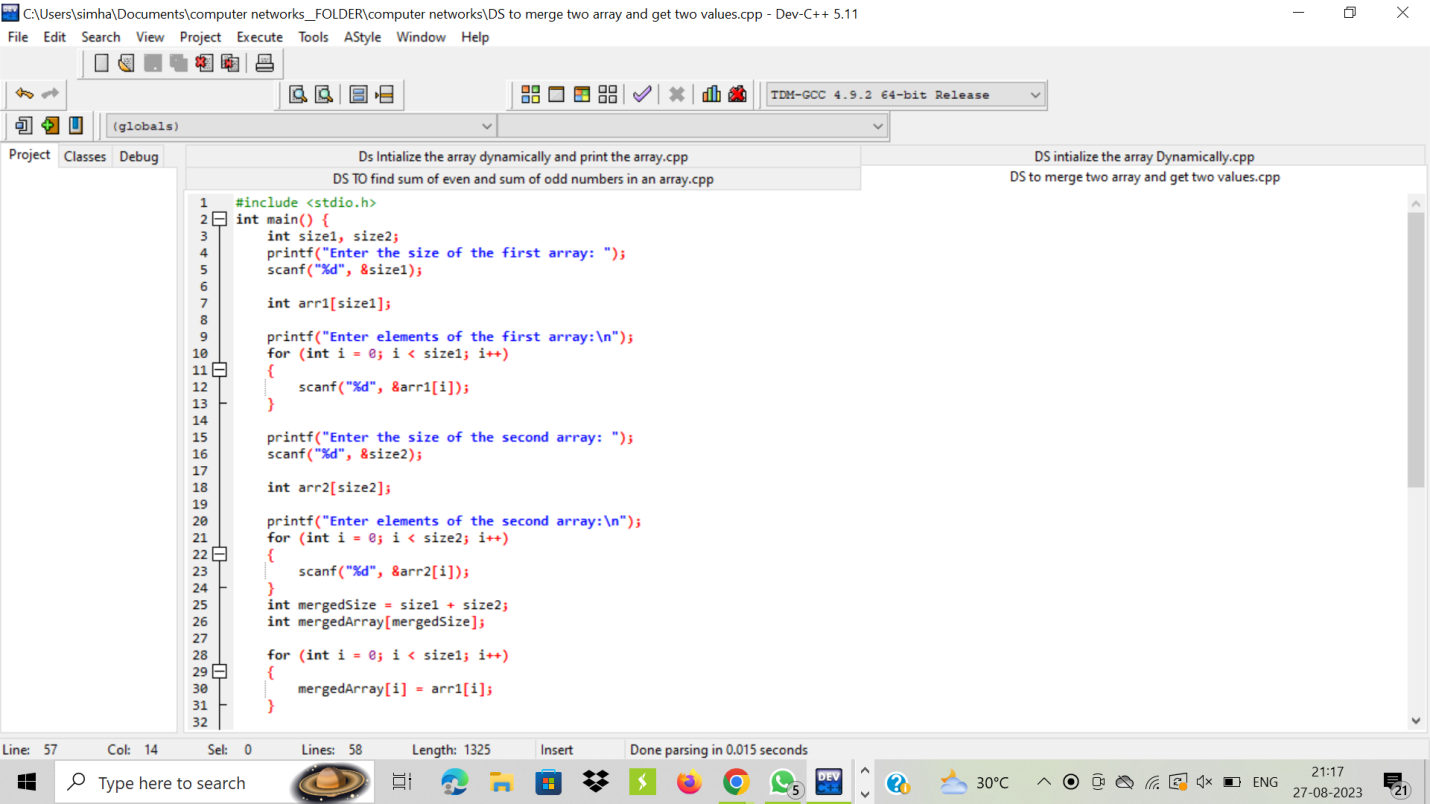 C:\Users\simha\Documents\computer networks_FOLDER\computer networks\DS to merge two array and get two values.cpp - Dev-C++ 5.11
File Edit Search View Project Execute Tools AStyle Window Help
TDM-GCC 4.9.2 64-bit Release
(globals)
Project Classes Debug
Ds Intialize the array dynamically and print the array.cpp DS intialize the array Dynamically.cpp
DS TO find sum of even and sum of odd numbers in an array.cpp DS to merge two array and get two values.cpp
1 #include <stdio.h>
2 int main() {
3 int size1, size2;
4 printf("Enter the size of the first array: ");
5 scanf("%d", &size1);
6
7 int arr1[size1];
8
9 printf("Enter elements of the first array:\n");
10 for (int i = 0; i < size1; i++)
11 {
12 scanf("%d", &arr1[i]);
13 }
14
15 printf("Enter the size of the second array: ");
16 scanf("%d", &size2);
17
18 int arr2[size2];
19
20 printf("Enter elements of the second array:\n");
21 for (int i = 0; i < size2; i++)
22 {
23 scanf("%d", &arr2[i]);
24 }
25 int mergedSize = size1 + size2;
26 int mergedArray[mergedSize];
27
28 for (int i = 0; i < size1; i++)
29 {
30 mergedArray[i] = arr1[i];
31 }
32
Line: 57 Col: 14 Sel: 0 Lines: 58 Length: 1325 Insert Done parsing in 0.015 seconds
Type here to search 5 DEV C++ 30°C ENG 21:17 21
27-08-2023